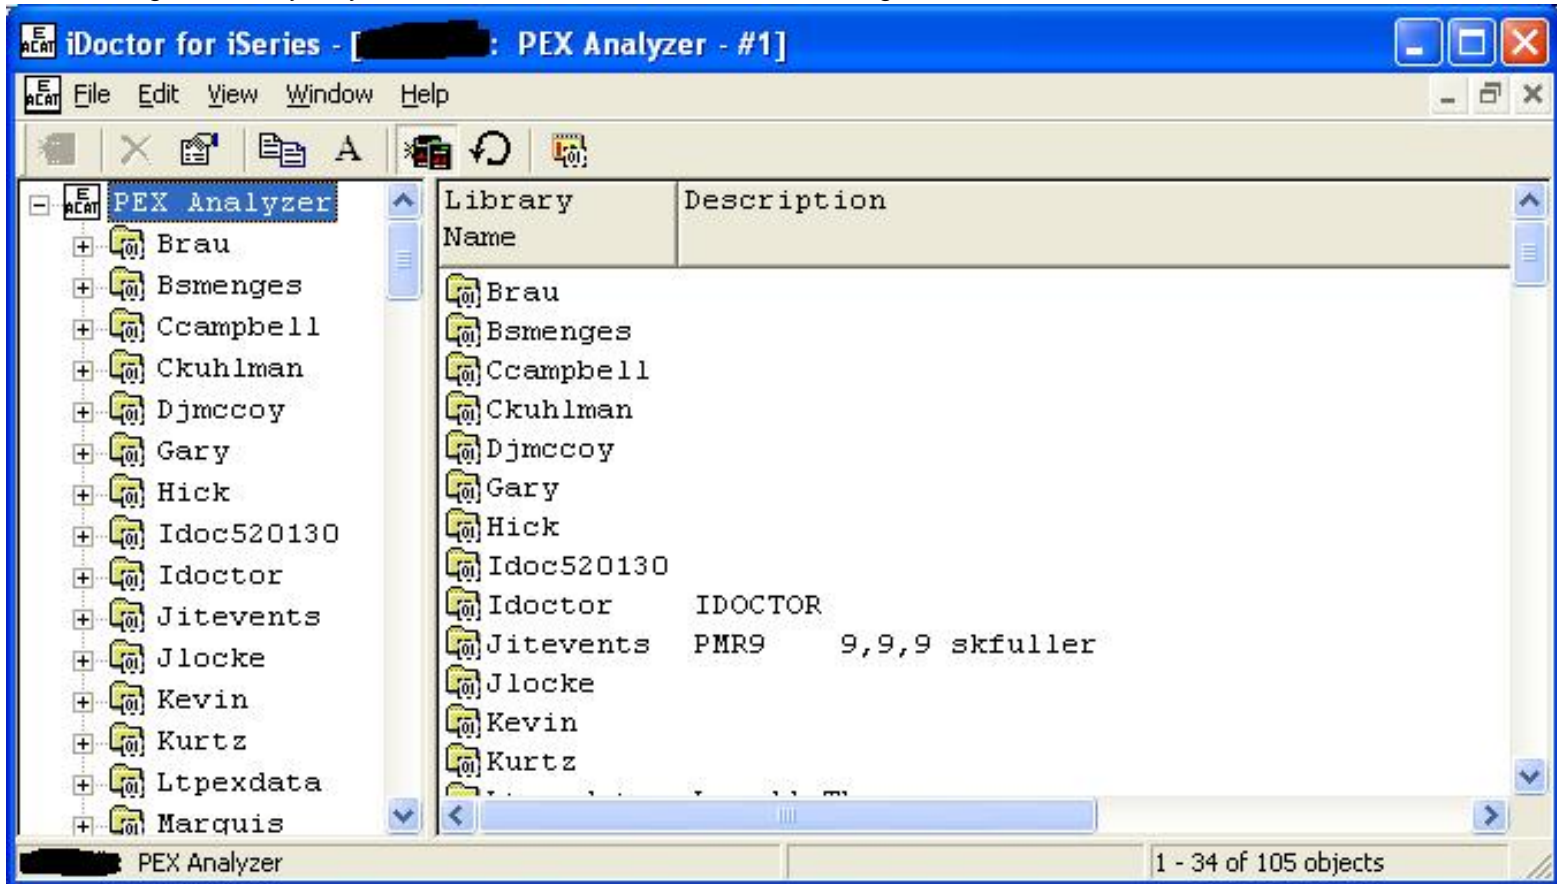 iDoctor for iSeries - [ : PEX Analyzer - #1]
File Edit View Window Help
A
PEX Analyzer
Brau
Bsmenges
Ccampbell
Ckuhlman
Djmccoy
Gary
Hick
Idoc520130
Idoctor
Jitevents
Jlocke
Kevin
Kurtz
Ltpexdata
Marquis
Library Name Description
Brau
Bsmenges
Ccampbell
Ckuhlman
Djmccoy
Gary
Hick
Idoc520130
Idoctor IDOCTOR
Jitevents PMR9 9,9,9 skfuller
Jlocke
Kevin
Kurtz
PEX Analyzer
1 - 34 of 105 objects